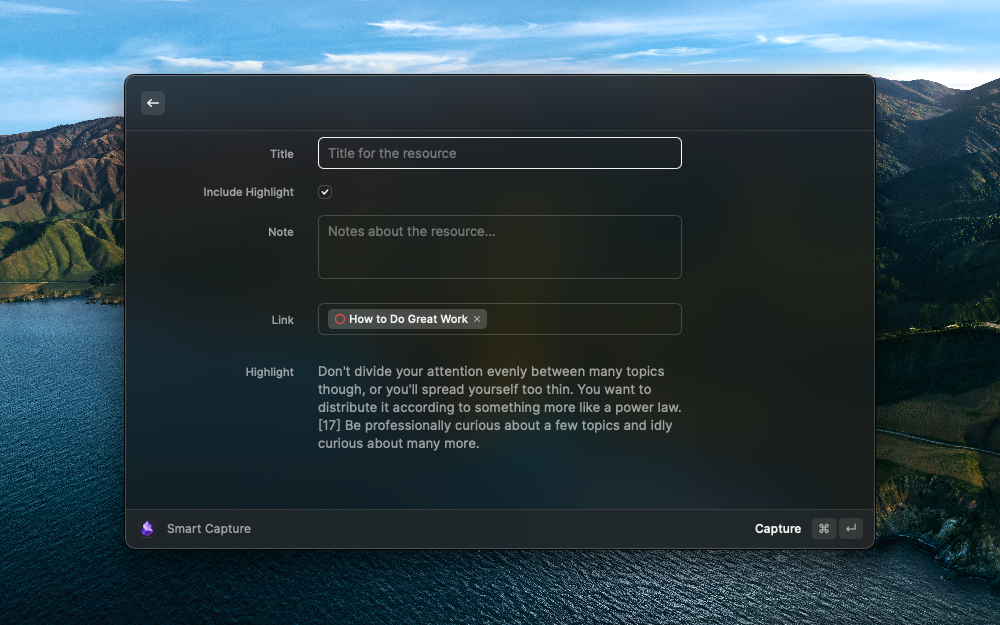 Title
Title for the resource
Include Highlight
Note
Notes about the resource...
Link
How to Do Great Work ×
Highlight
Don't divide your attention evenly between many topics
though, or you'll spread yourself too thin. You want to
distribute it according to something more like a power law.
[17] Be professionally curious about a few topics and idly
curious about many more.
Smart Capture
Capture ⌘ ↵